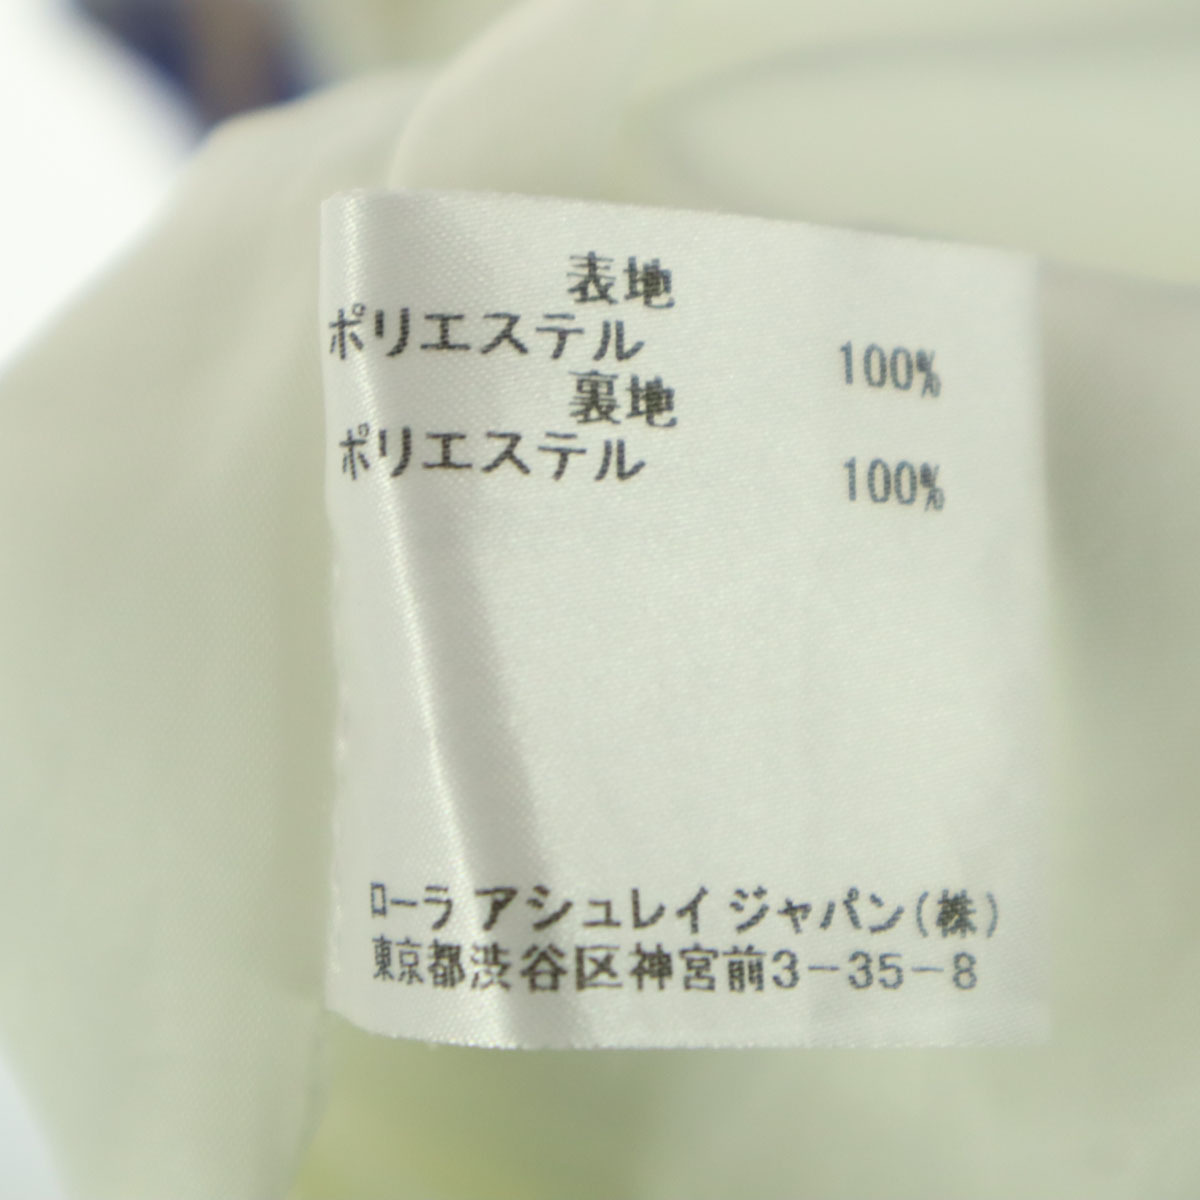 表地
ポリエステル 100%
裏地
ポリエステル 100%
ローラ アシュレイ ジャパン(株)
東京都渋谷区神宮前3-35-8